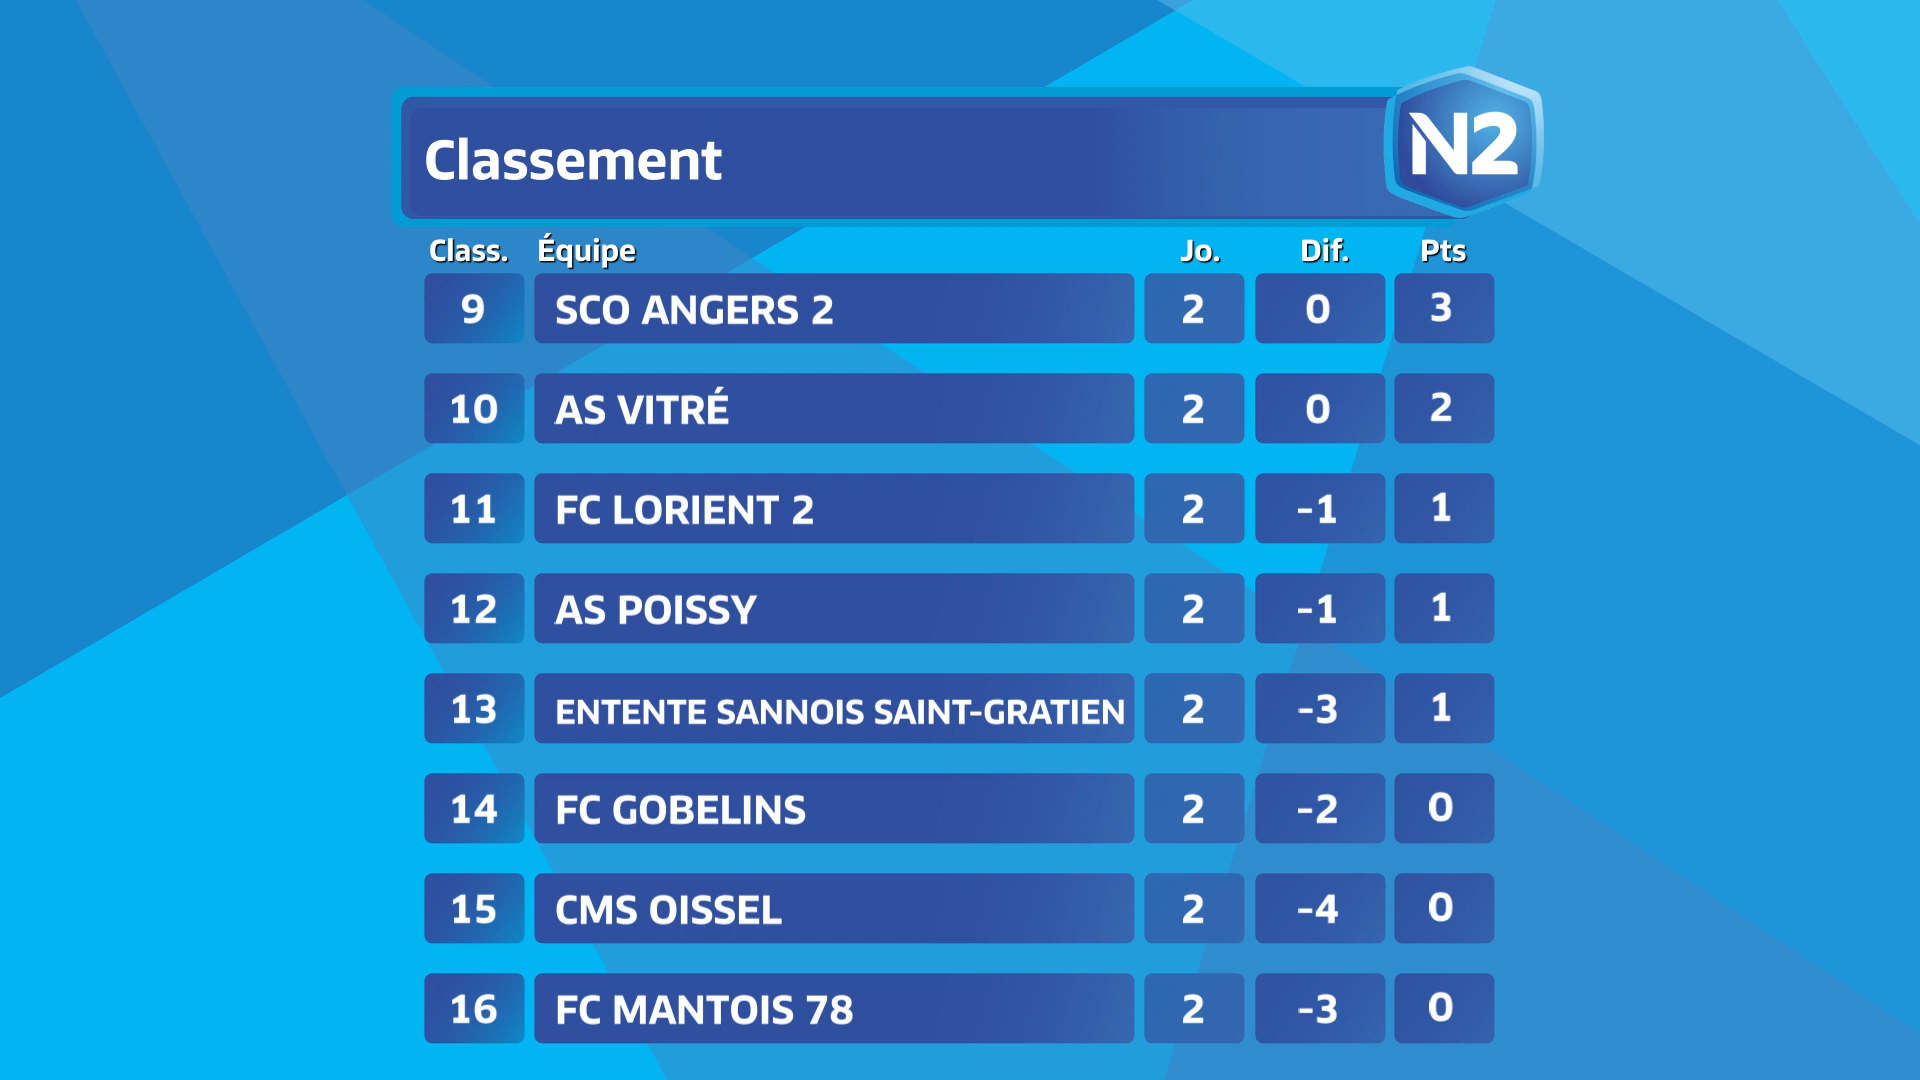 Classement
N2
Class. Équipe Jo. Dif. Pts
9 SCO ANGERS 2 2 0 3
10 AS VITRÉ 2 0 2
11 FC LORIENT 2 2 -1 1
12 AS POISSY 2 -1 1
13 ENTENTE SANNOIS SAINT-GRATIEN 2 -3 1
14 FC GOBELINS 2 -2 0
15 CMS OISSEL 2 -4 0
16 FC MANTOIS 78 2 -3 0